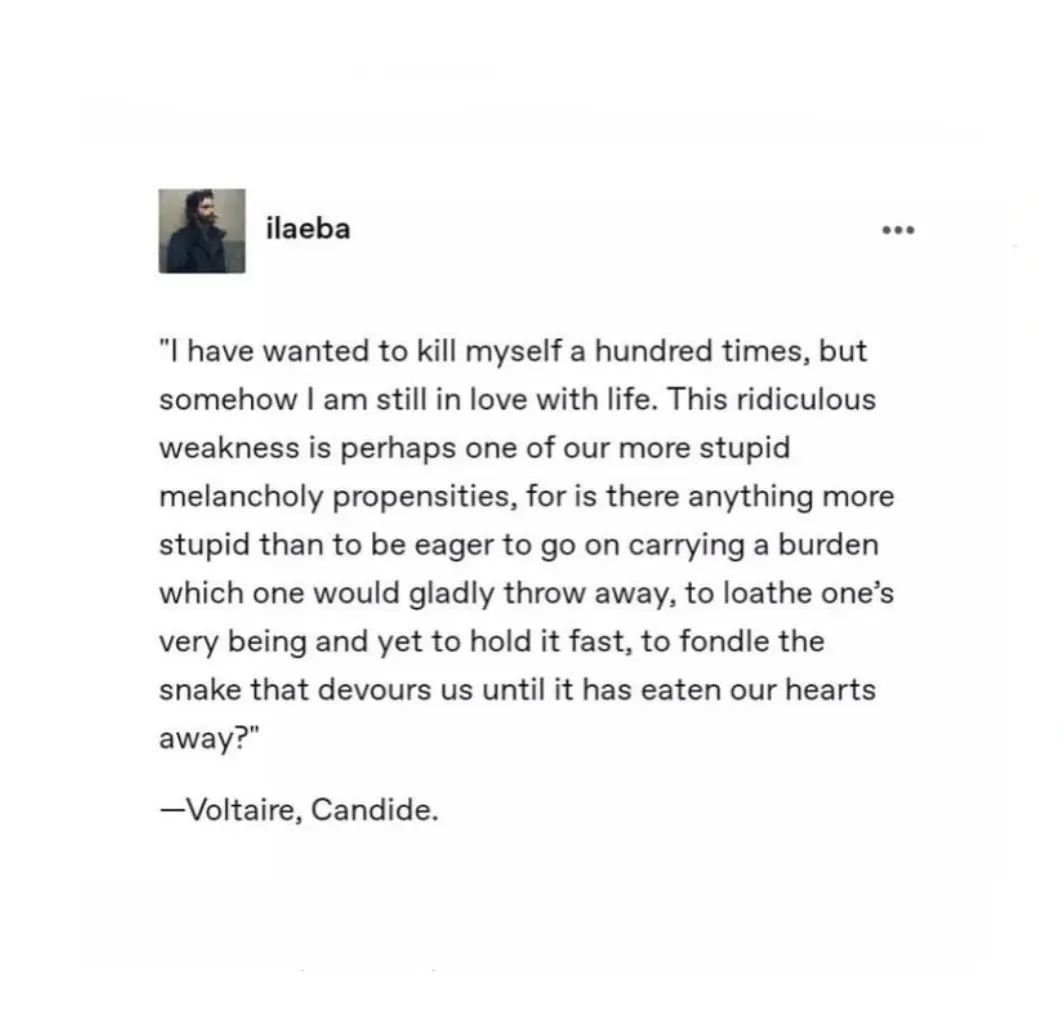 ilaeba
"I have wanted to kill myself a hundred times, but
somehow I am still in love with life. This ridiculous
weakness is perhaps one of our more stupid
melancholy propensities, for is there anything more
stupid than to be eager to go on carrying a burden
which one would gladly throw away, to loathe one’s
very being and yet to hold it fast, to fondle the
snake that devours us until it has eaten our hearts
away?"
—Voltaire, Candide.